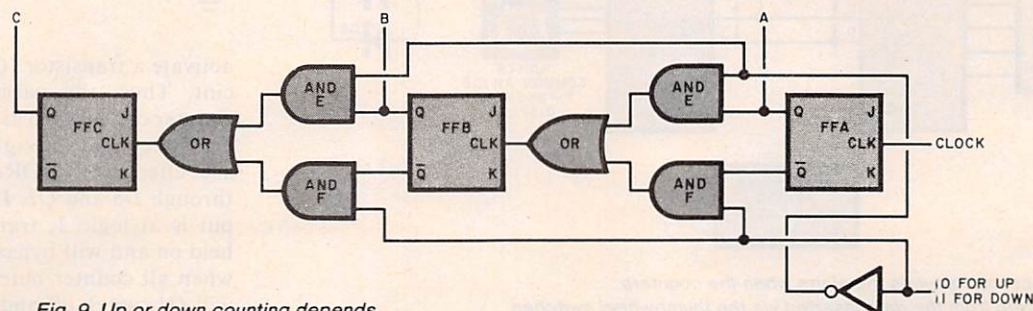 C
B
A
AND
E
AND
E
Q
J
FFC
CLK
Q
K
OR
Q
J
FFB
CLK
Q
K
OR
Q
J
FFA
CLK
Q
K
CLOCK
AND
F
AND
F
0 FOR UP
1 FOR DOWN
Fig. 9. Up or down counting depends